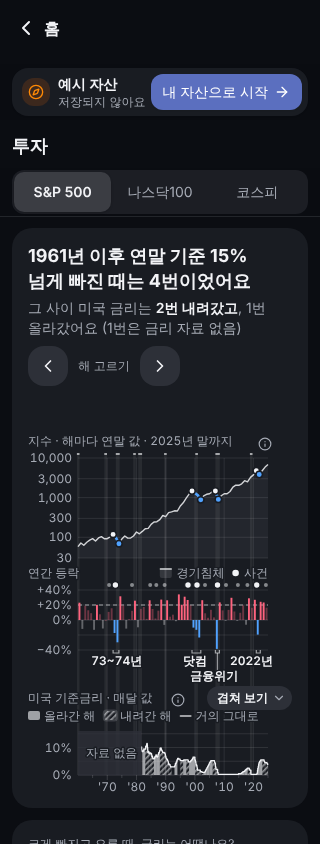 홈
예시 자산
저장되지 않아요
내 자산으로 시작
투자
S&P 500
나스닥100
코스피
1961년 이후 연말 기준 15%
넘게 빠진 때는 4번이었어요
그 사이 미국 금리는 2번 내려갔고, 1번
올라갔어요 (1번은 금리 자료 없음)
해 고르기
지수 · 해마다 연말 값 · 2025년 말까지
10,000
3,000
1,000
300
100
30
연간 등락
경기침체
사건
+40%
+20%
0%
−40%
73~74년
닷컴
2022년
금융위기
미국 기준금리 · 매달 값
겹쳐 보기
올라간 해
내려간 해
거의 그대로
10%
자료 없음
0%
'70
'80
'90
'00
'10
'20